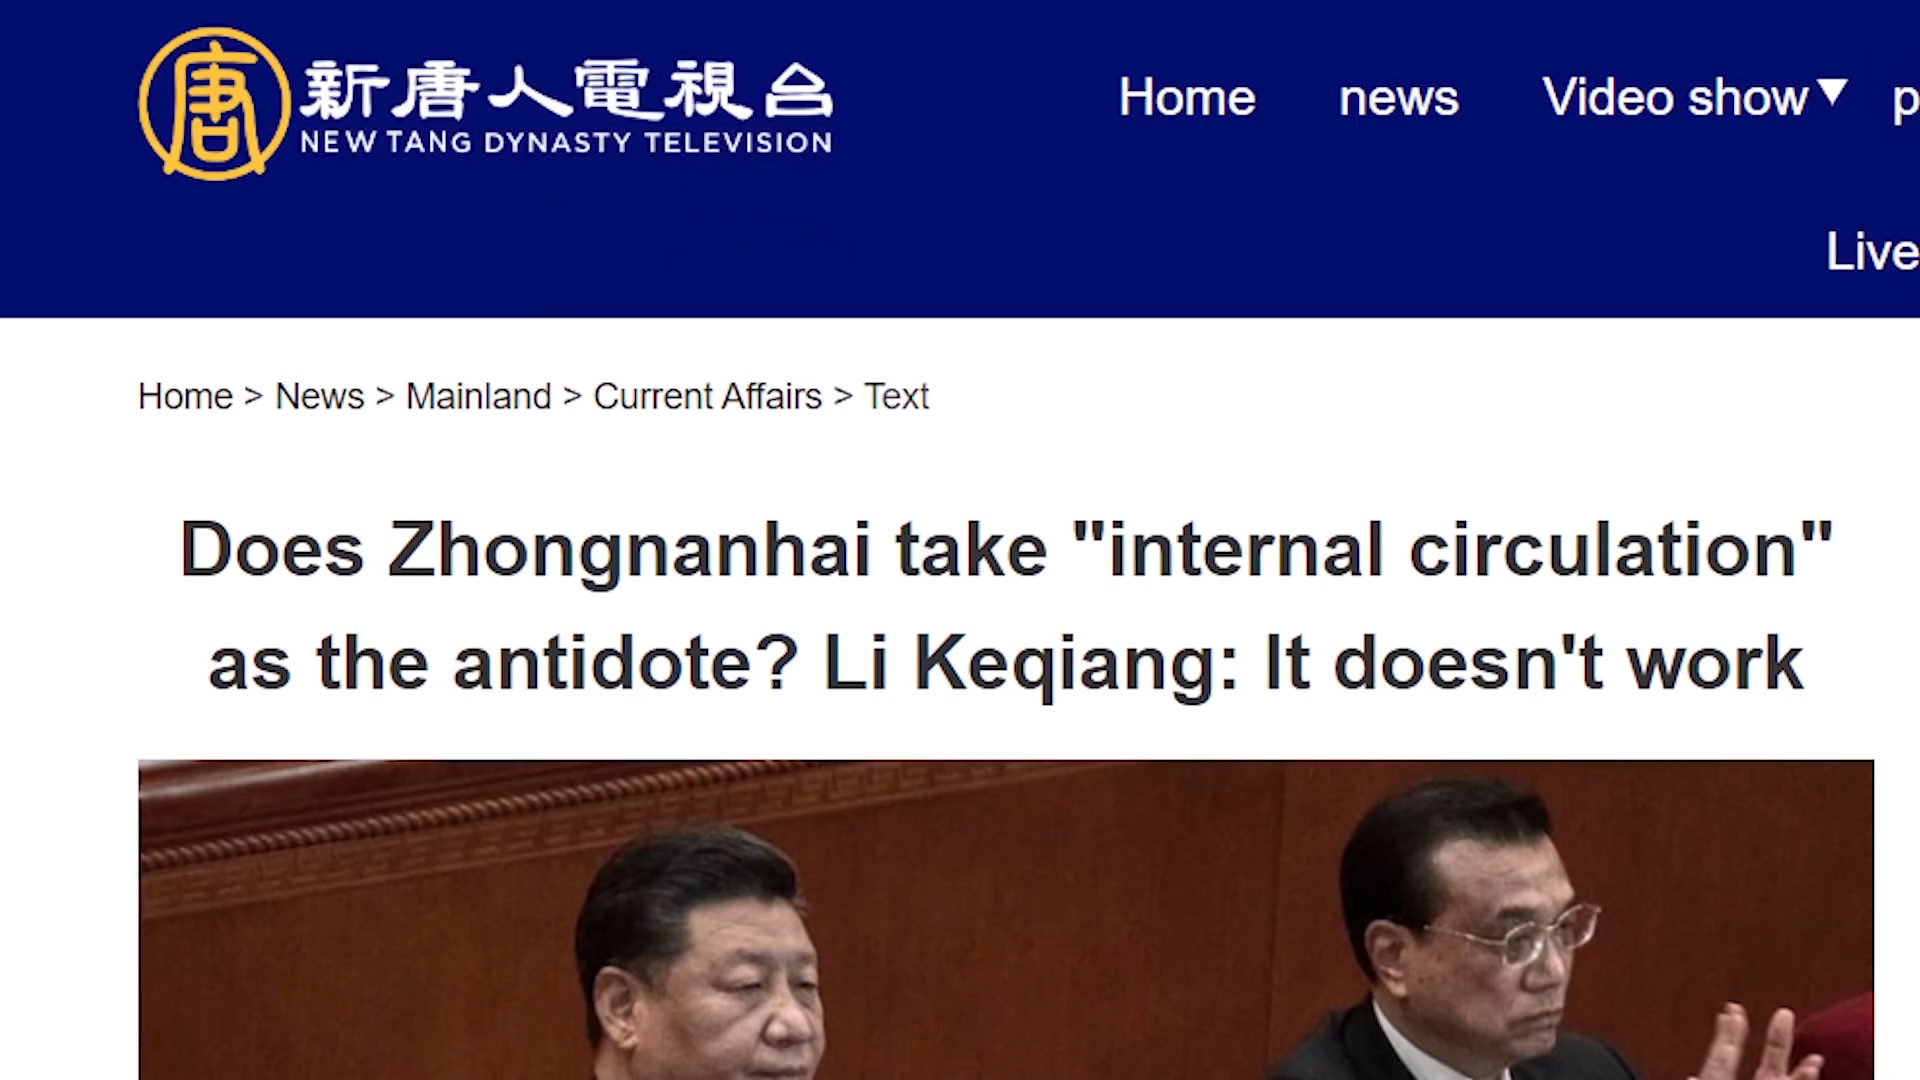 唐
新唐人電視台
NEW TANG DYNASTY TELEVISION
Home news Video show▼ p
Live
Home > News > Mainland > Current Affairs > Text
Does Zhongnanhai take "internal circulation"
as the antidote? Li Keqiang: It doesn't work